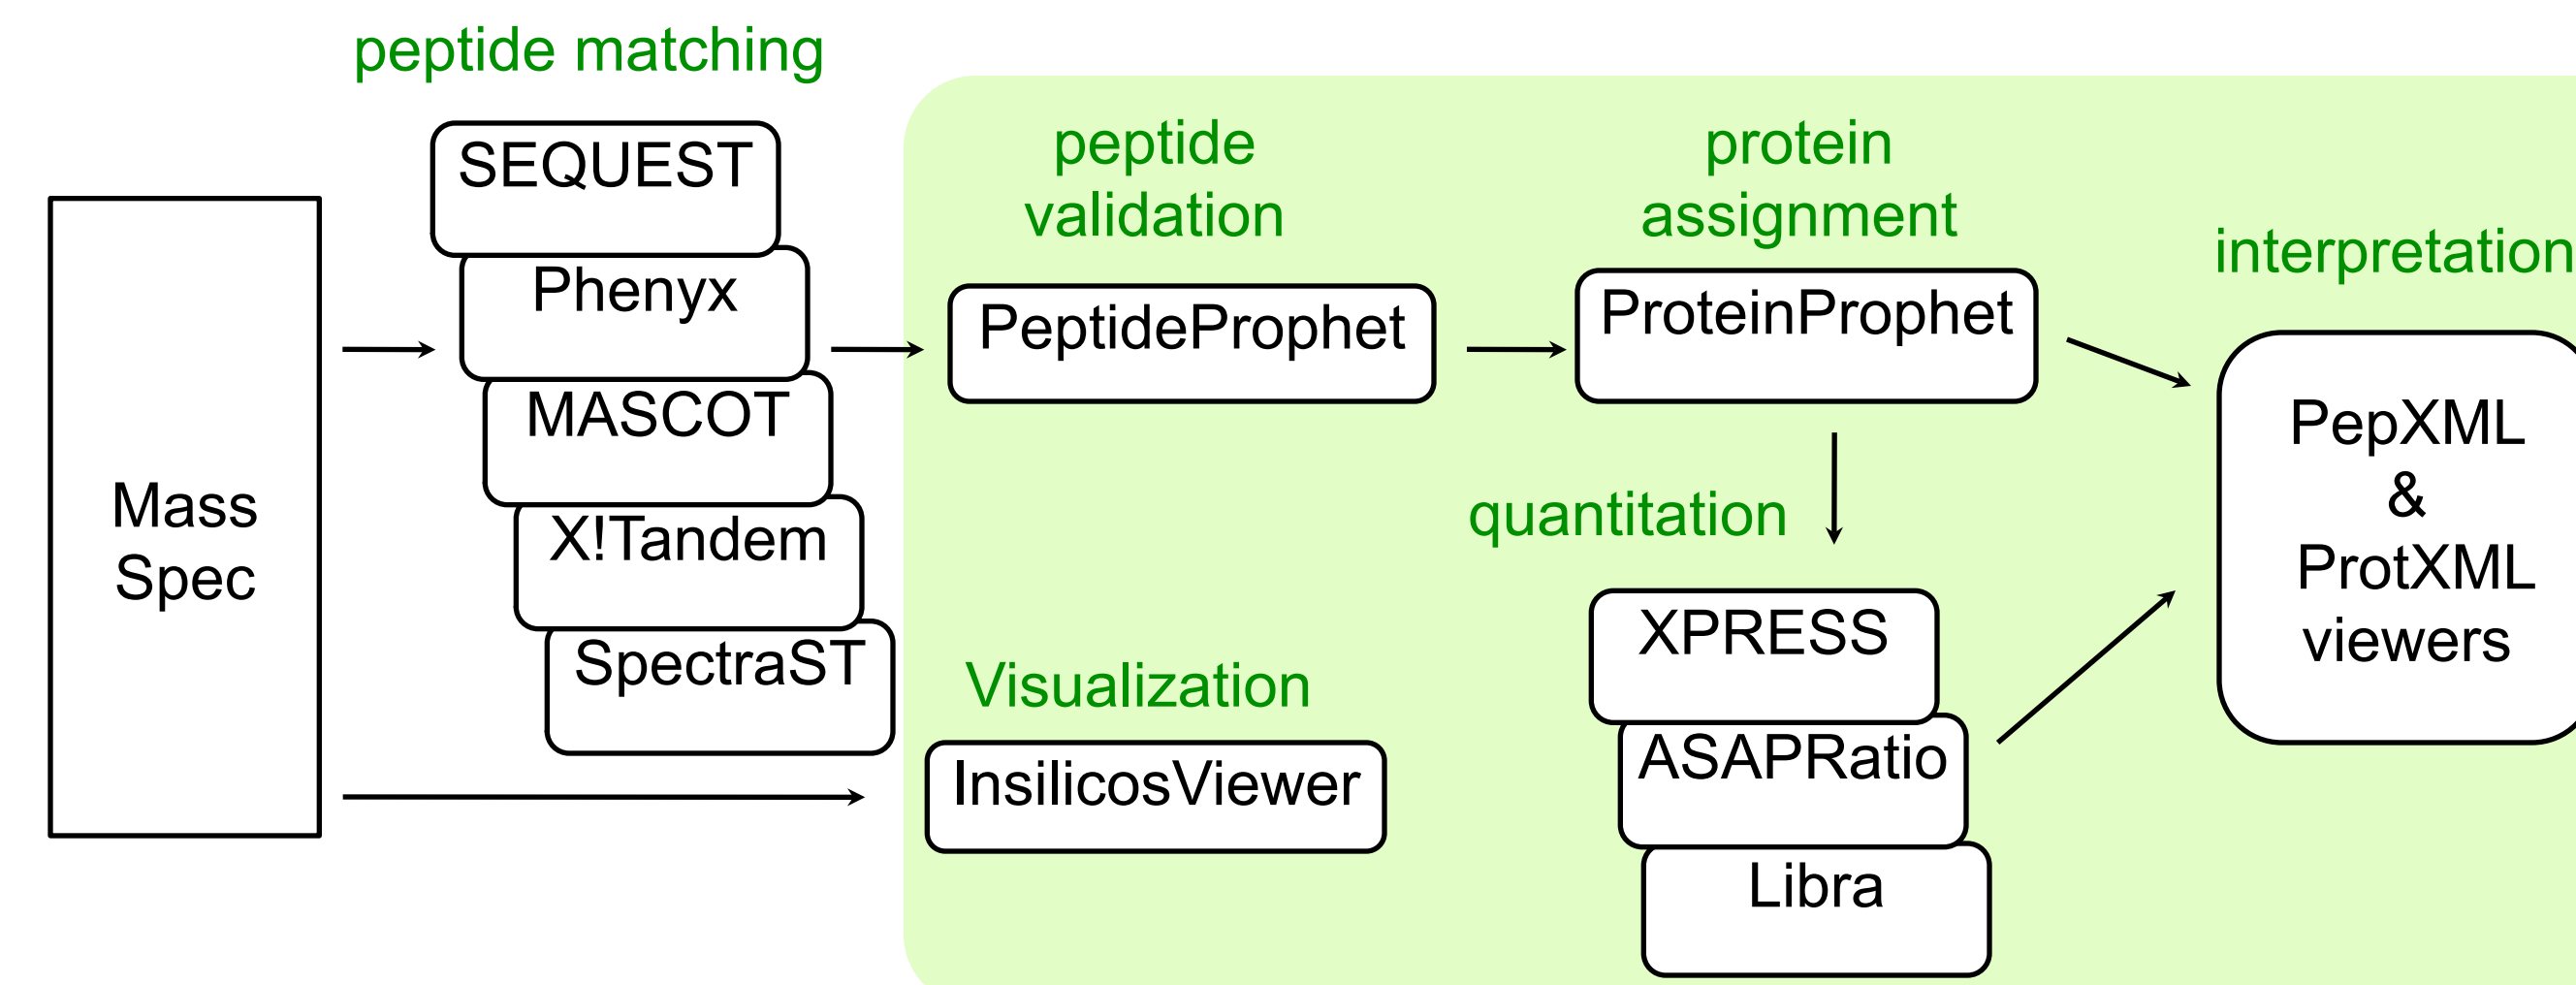 peptide matching
SEQUEST
Phenyx
MASCOT
X!Tandem
SpectraST
Mass
Spec
peptide
validation
PeptideProphet
protein
assignment
ProteinProphet
interpretation
PepXML
&
ProtXML
viewers
quantitation
XPRESS
ASAPRatio
Libra
Visualization
InsilicosViewer